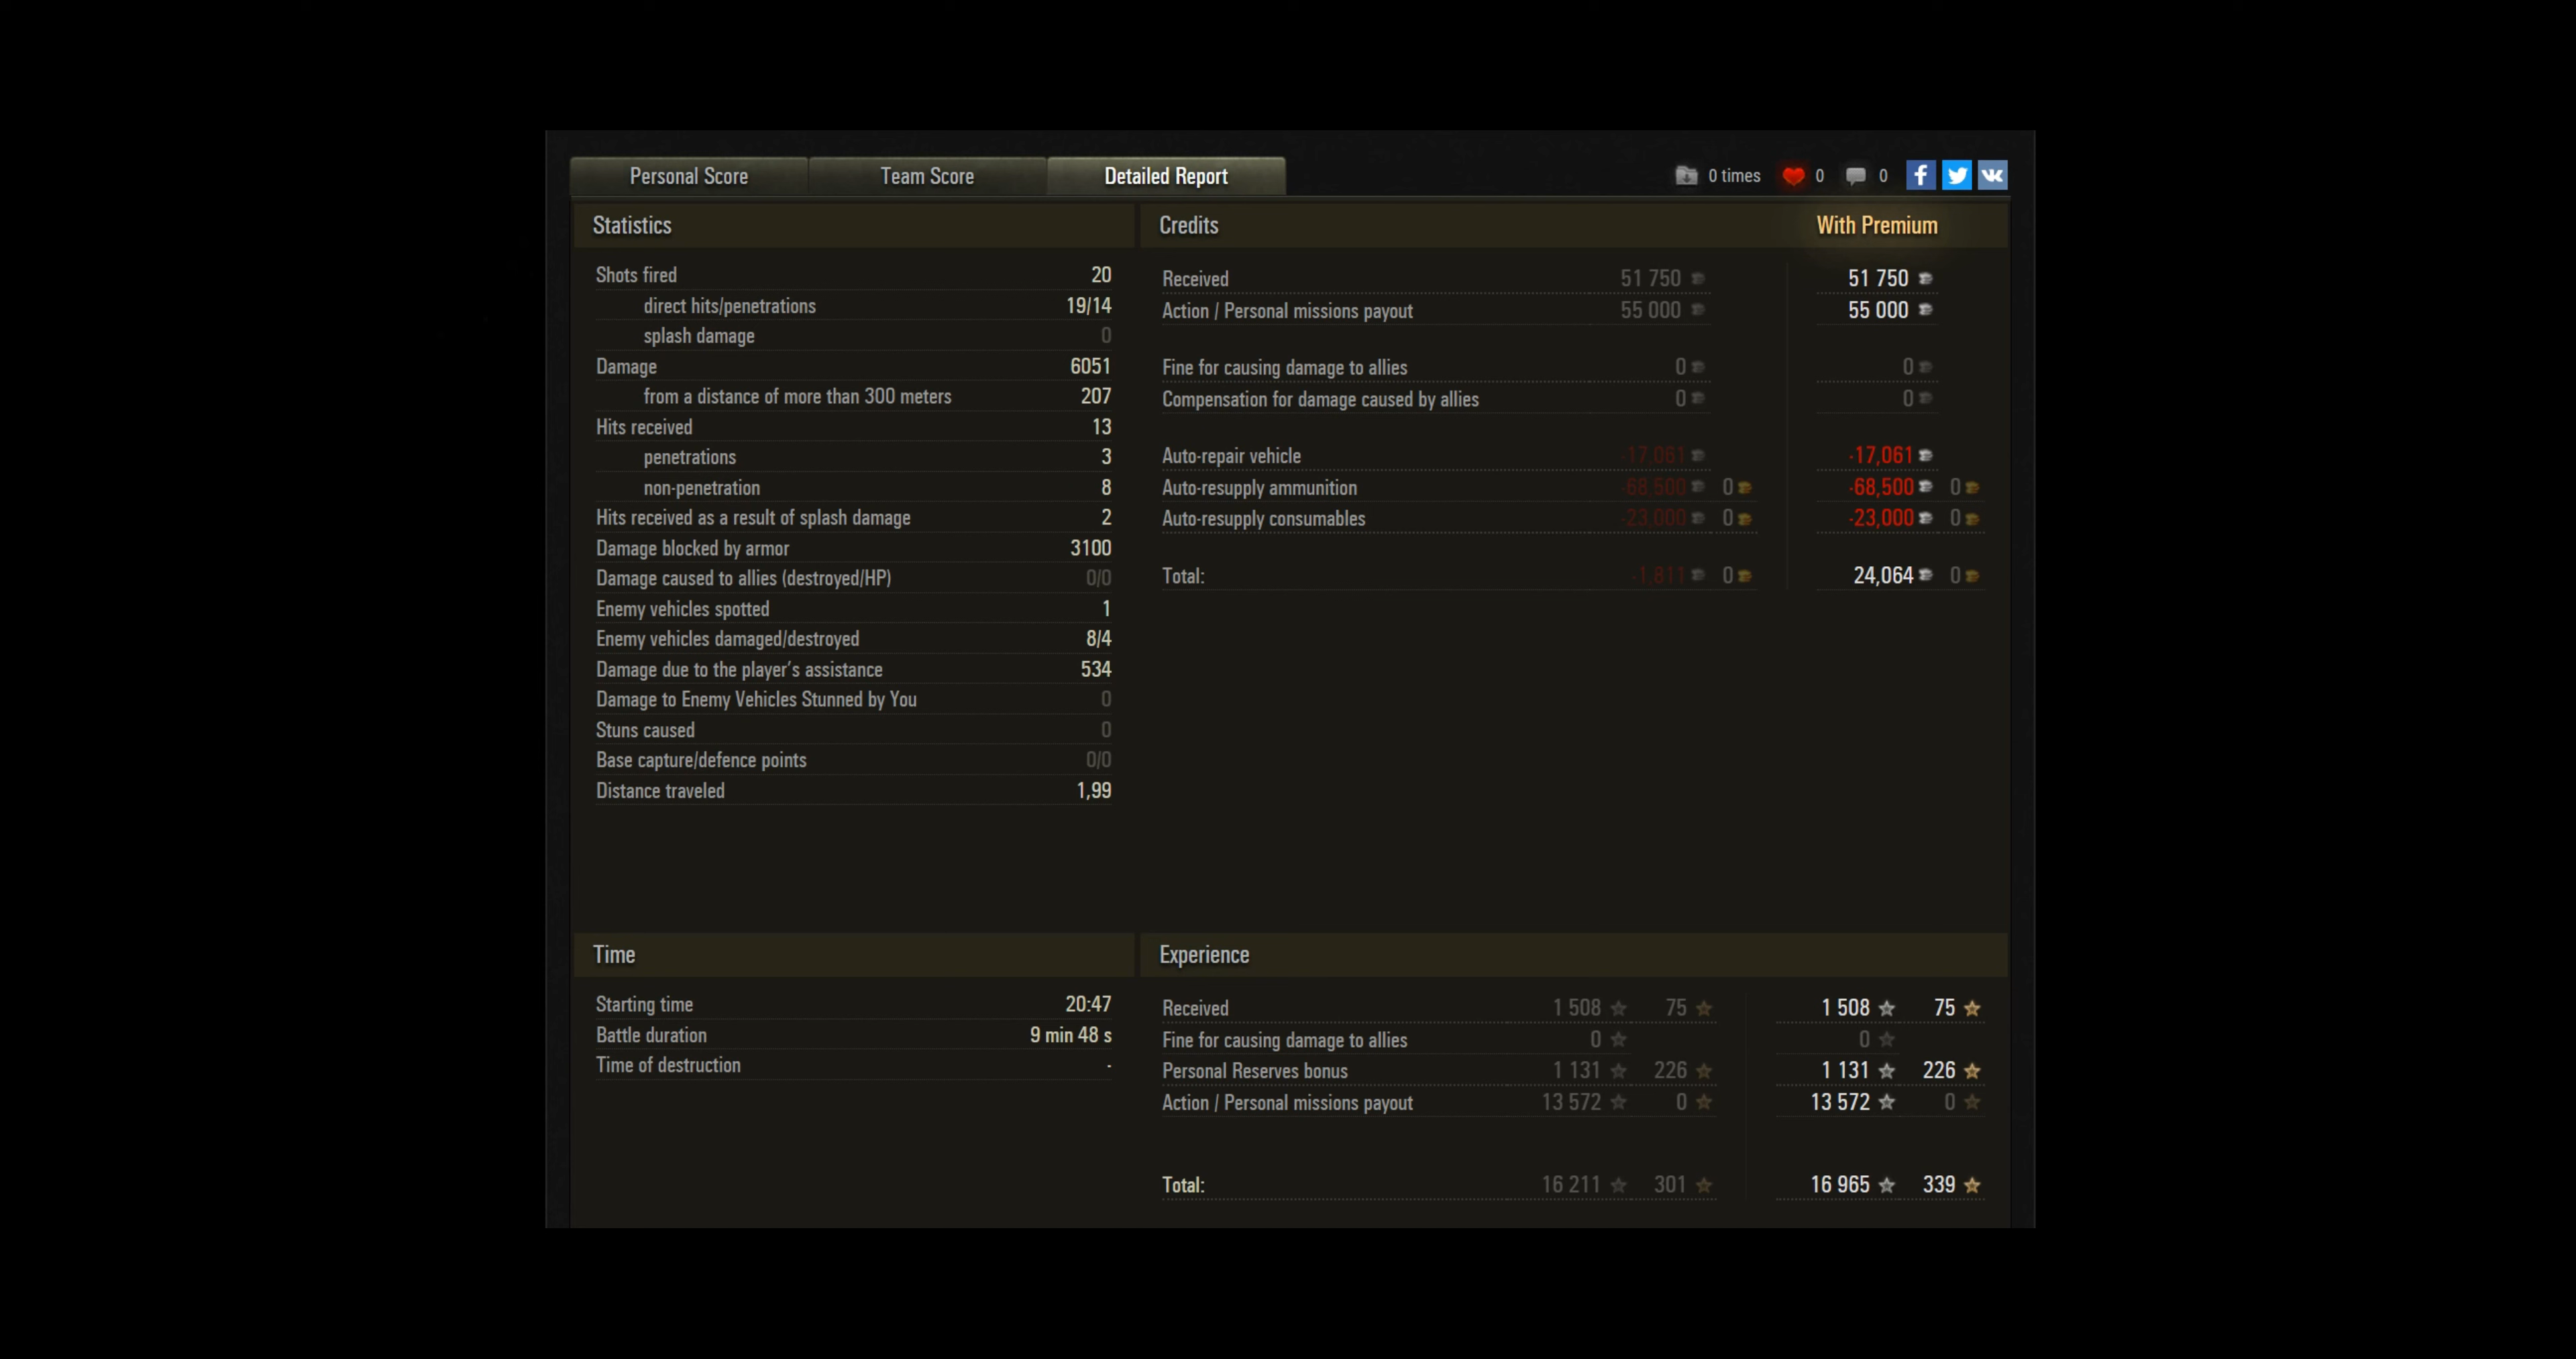 Personal Score
Team Score
Detailed Report
0 times
0
0
Statistics
Shots fired 20
direct hits/penetrations 19/14
splash damage 0
Damage 6051
from a distance of more than 300 meters 207
Hits received 13
penetrations 3
non-penetration 8
Hits received as a result of splash damage 2
Damage blocked by armor 3100
Damage caused to allies (destroyed/HP) 0/0
Enemy vehicles spotted 1
Enemy vehicles damaged/destroyed 8/4
Damage due to the player's assistance 534
Damage to Enemy Vehicles Stunned by You 0
Stuns caused 0
Base capture/defence points 0/0
Distance traveled 1,99
Credits With Premium
Received 51 750 51 750
Action / Personal missions payout 55 000 55 000
Fine for causing damage to allies 0 0
Compensation for damage caused by allies 0 0
Auto-repair vehicle -17,061 -17,061
Auto-resupply ammunition -68,500 0 -68,500 0
Auto-resupply consumables -23,000 0 -23,000 0
Total: -1,811 0 24,064 0
Time
Starting time 20:47
Battle duration 9 min 48 s
Time of destruction -
Experience
Received 1 508 75 1 508 75
Fine for causing damage to allies 0 0
Personal Reserves bonus 1 131 226 1 131 226
Action / Personal missions payout 13 572 0 13 572 0
Total: 16 211 301 16 965 339